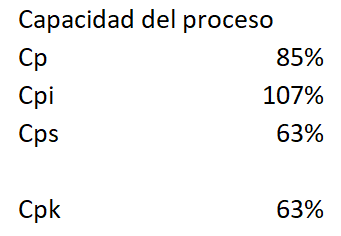 Capacidad del proceso
Cp 85%
Cpi 107%
Cps 63%
Cpk 63%